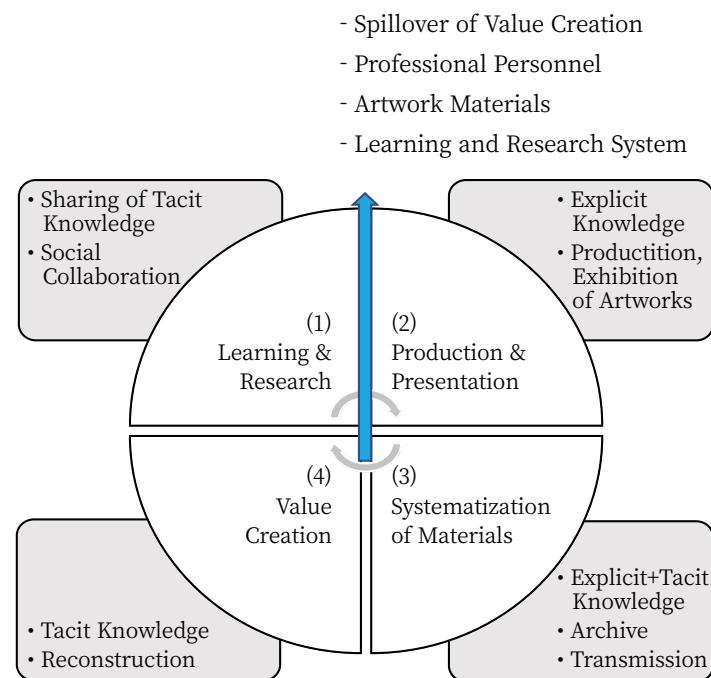 - Spillover of Value Creation
- Professional Personnel
- Artwork Materials
- Learning and Research System
• Sharing of Tacit
Knowledge
• Social
Collaboration
• Explicit
Knowledge
• Productition,
Exhibition
of Artworks
(1)
Learning &
Research
(2)
Production &
Presentation
(4)
Value
Creation
(3)
Systematization
of Materials
• Tacit Knowledge
• Reconstruction
• Explicit+Tacit
Knowledge
• Archive
• Transmission